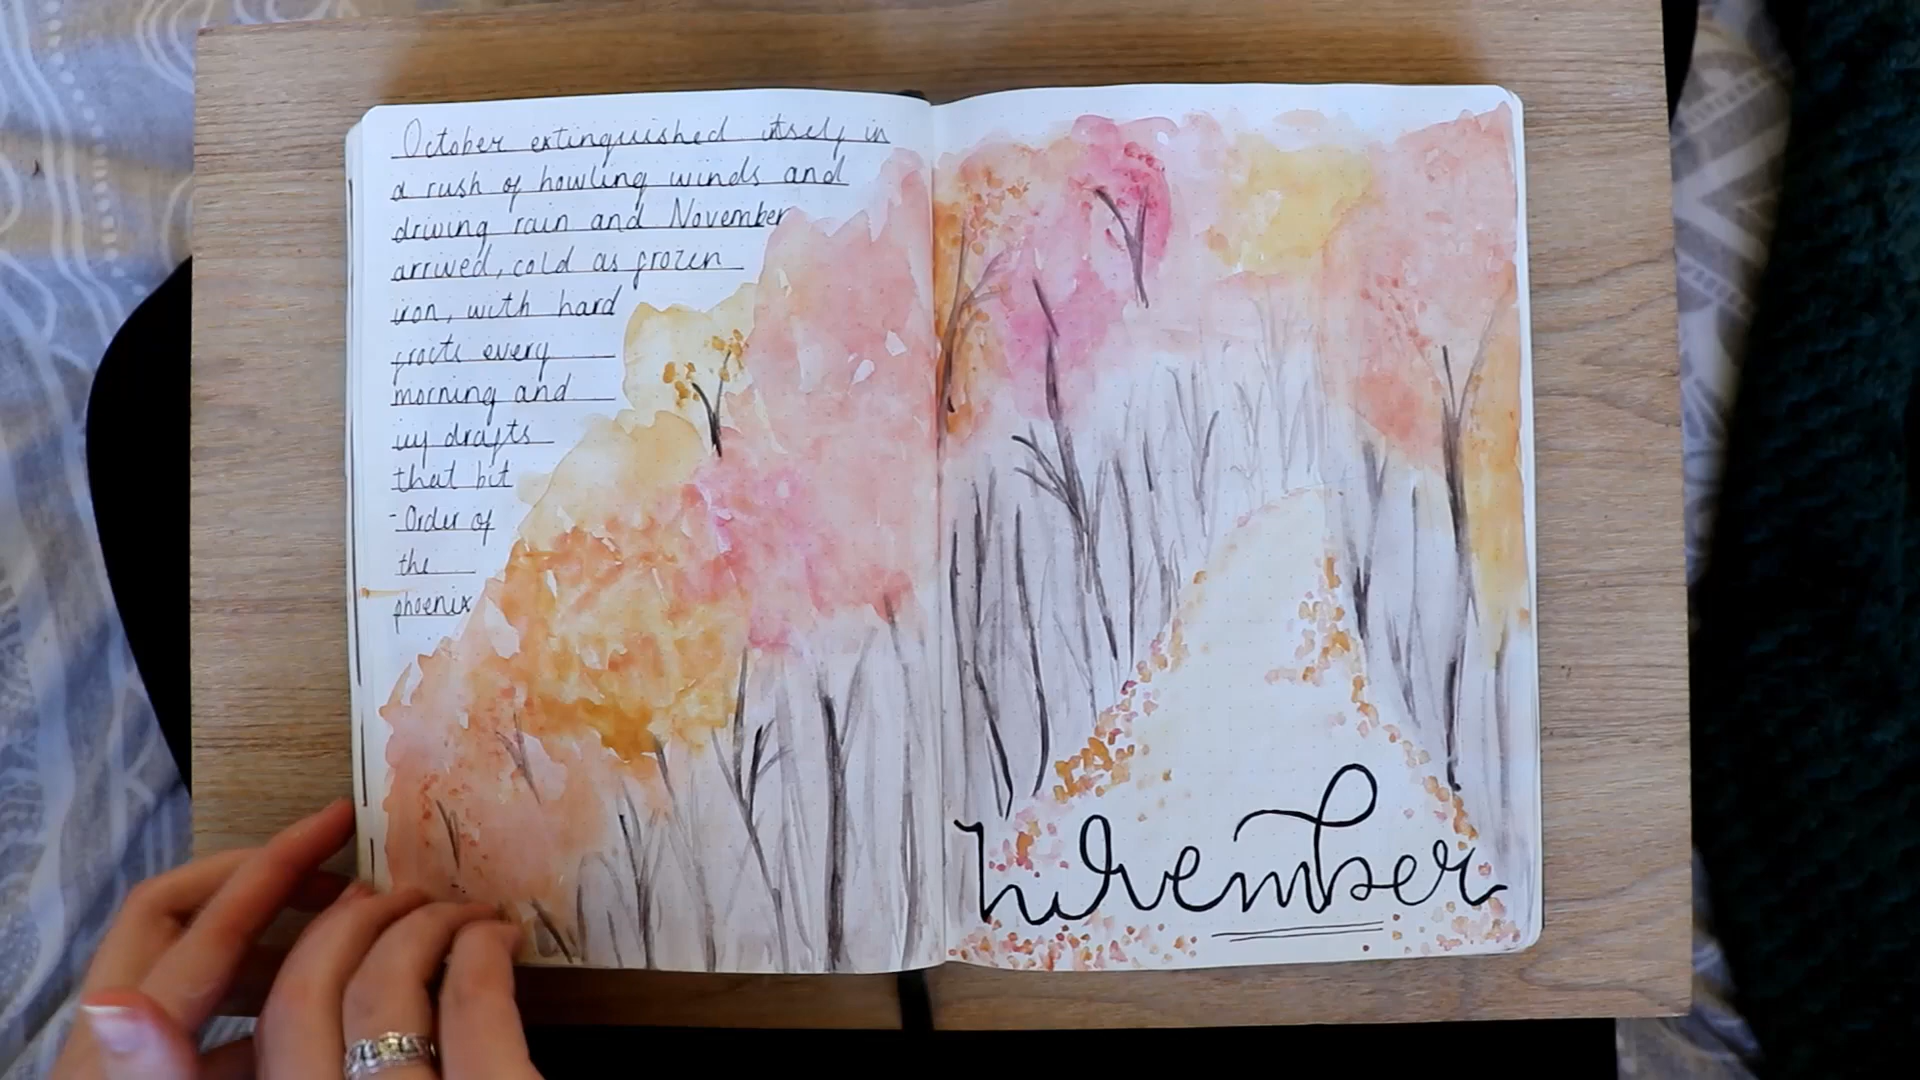 October extinguished itself in
a rush of howling winds and
driving rain and November
arrived, cold as frozen
iron, with hard
frosts every
morning and
icy drafts
that bit
- Order of
the
phoenix
November